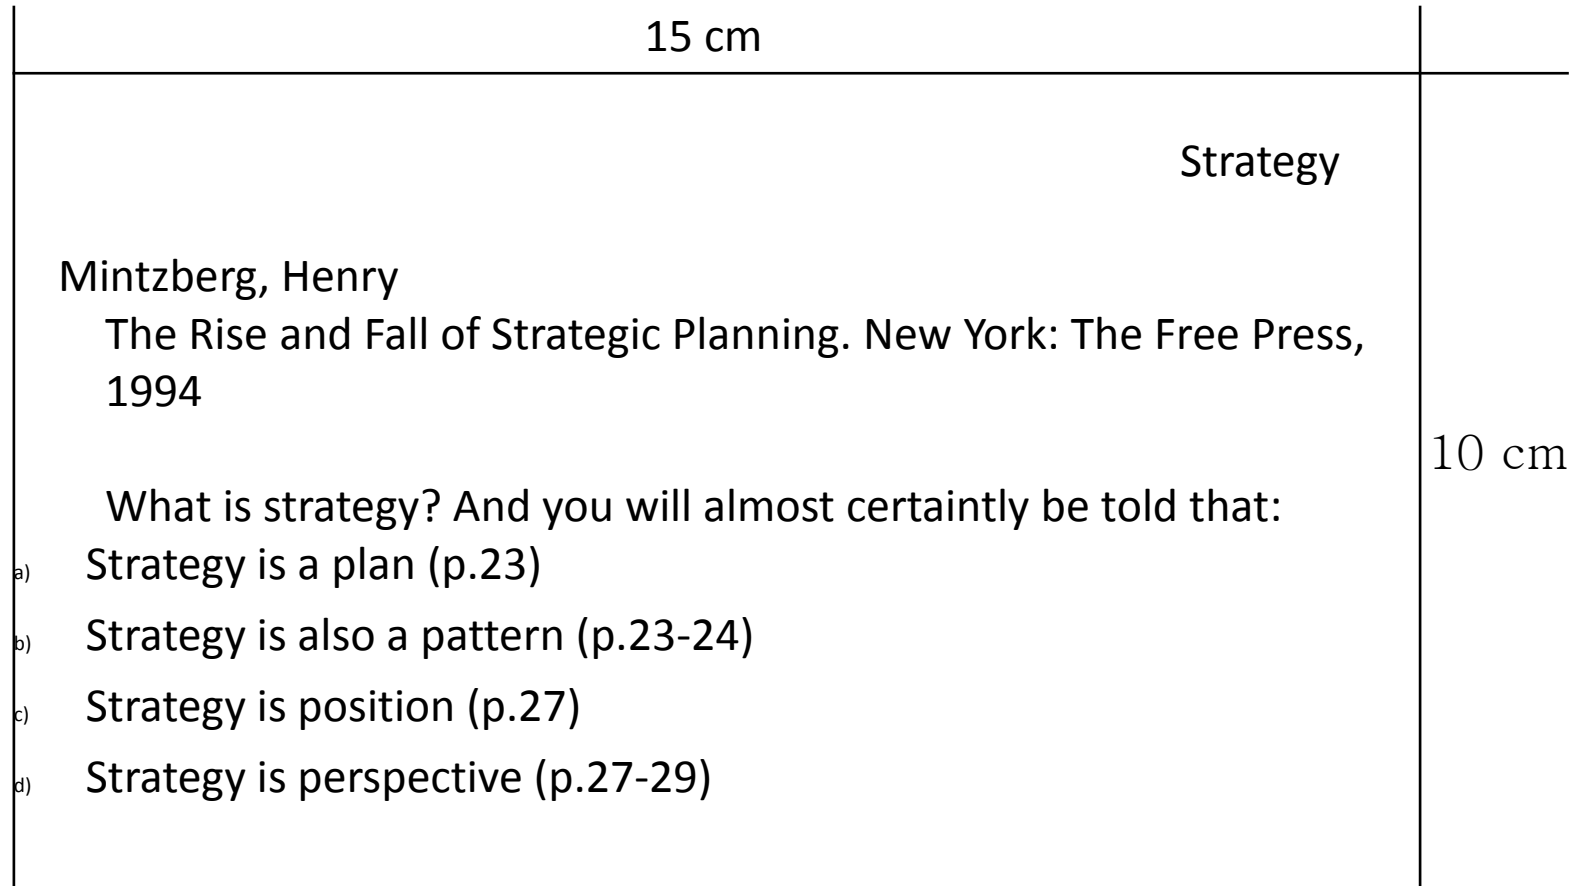 15 cm
Strategy
Mintzberg, Henry
The Rise and Fall of Strategic Planning. New York: The Free Press,
1994
10 cm
What is strategy? And you will almost certaintly be told that:
a) Strategy is a plan (p.23)
b) Strategy is also a pattern (p.23-24)
c) Strategy is position (p.27)
d) Strategy is perspective (p.27-29)